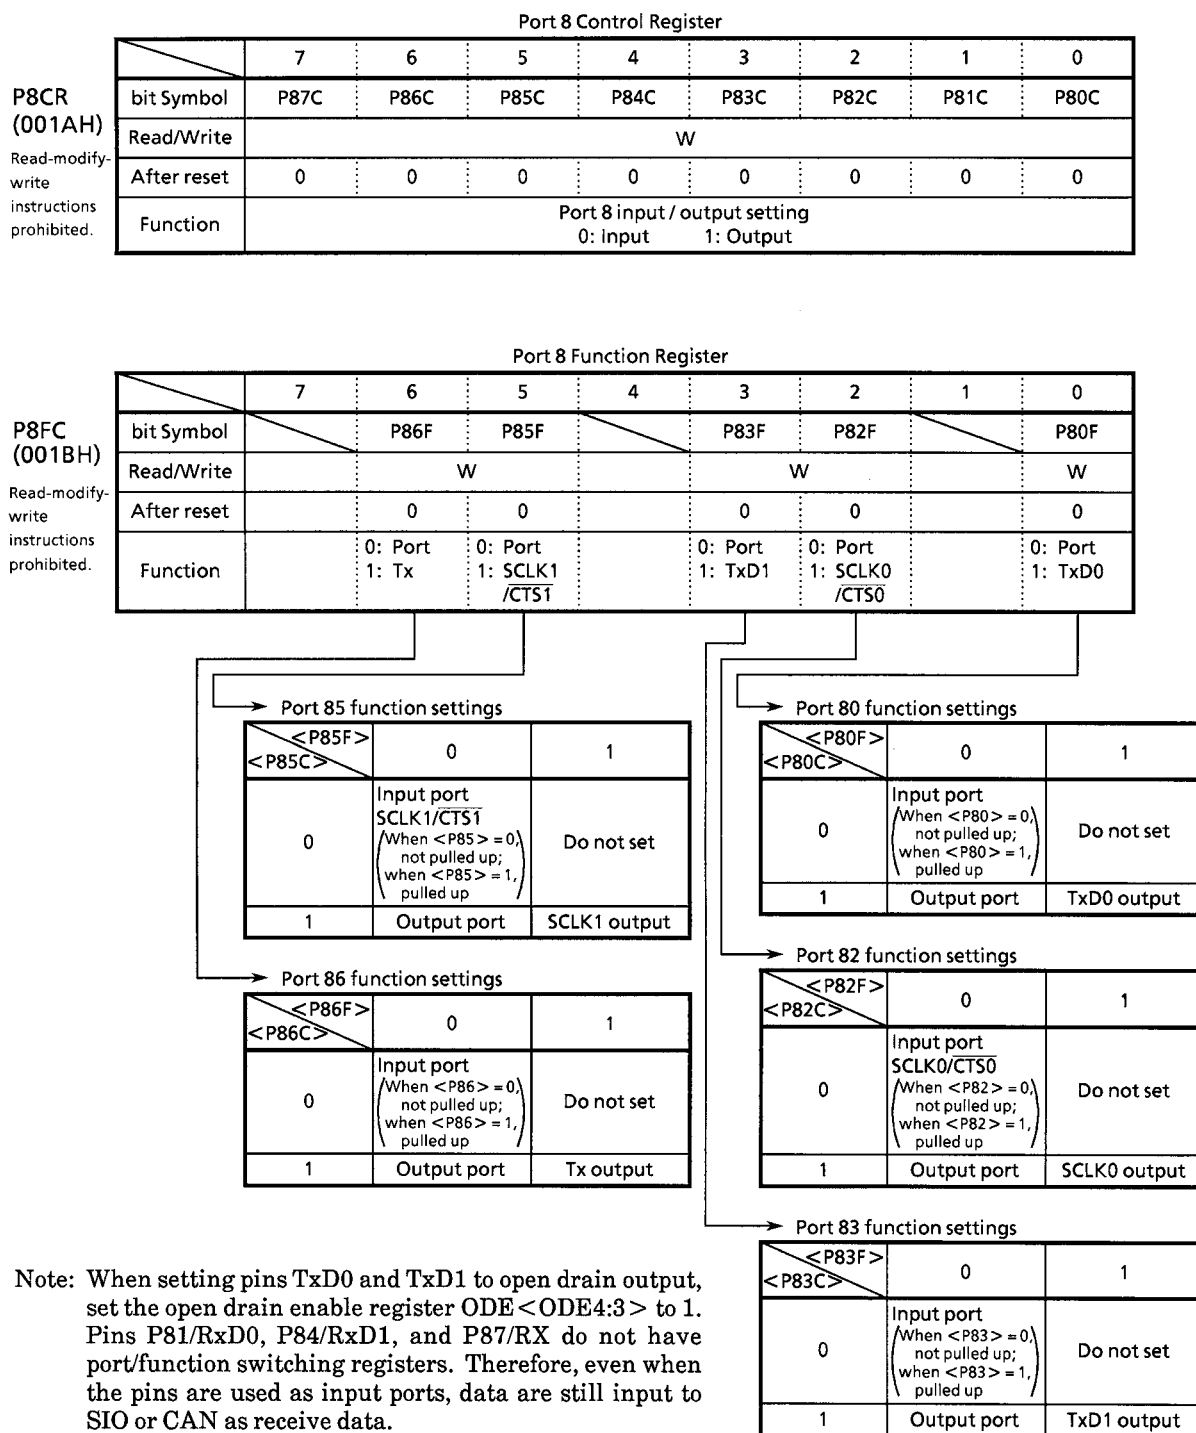 Port 8 Control Register
7 6 5 4 3 2 1 0
P8CR
(001AH)
Read-modify-
write
instructions
prohibited.
bit Symbol P87C P86C P85C P84C P83C P82C P81C P80C
Read/Write W
After reset 0 0 0 0 0 0 0 0
Function Port 8 input / output setting
0: Input 1: Output
Port 8 Function Register
7 6 5 4 3 2 1 0
P8FC
(001BH)
Read-modify-
write
instructions
prohibited.
bit Symbol P86F P85F P83F P82F P80F
Read/Write W W W
After reset 0 0 0 0 0
Function 0: Port 0: Port 0: Port 0: Port 0: Port
1: Tx 1: SCLK1 1: TxD1 1: SCLK0 1: TxD0
/CTS1 /CTS0
Port 85 function settings
<P85F> 0 1
<P85C>
0 Input port
SCLK1/CTS1
(When <P85> = 0,
not pulled up;
when <P85> = 1,
pulled up)
Do not set
1 Output port SCLK1 output
Port 86 function settings
<P86F> 0 1
<P86C>
0 Input port
(When <P86> = 0,
not pulled up;
when <P86> = 1,
pulled up)
Do not set
1 Output port Tx output
Port 80 function settings
<P80F> 0 1
<P80C>
0 Input port
(When <P80> = 0,
not pulled up;
when <P80> = 1,
pulled up)
Do not set
1 Output port TxD0 output
Port 82 function settings
<P82F> 0 1
<P82C>
0 Input port
SCLK0/CTS0
(When <P82> = 0,
not pulled up;
when <P82> = 1,
pulled up)
Do not set
1 Output port SCLK0 output
Port 83 function settings
<P83F> 0 1
<P83C>
0 Input port
(When <P83> = 0,
not pulled up;
when <P83> = 1,
pulled up)
Do not set
1 Output port TxD1 output
Note: When setting pins TxD0 and TxD1 to open drain output,
set the open drain enable register ODE<ODE4:3> to 1.
Pins P81/RxD0, P84/RxD1, and P87/RX do not have
port/function switching registers. Therefore, even when
the pins are used as input ports, data are still input to
SIO or CAN as receive data.